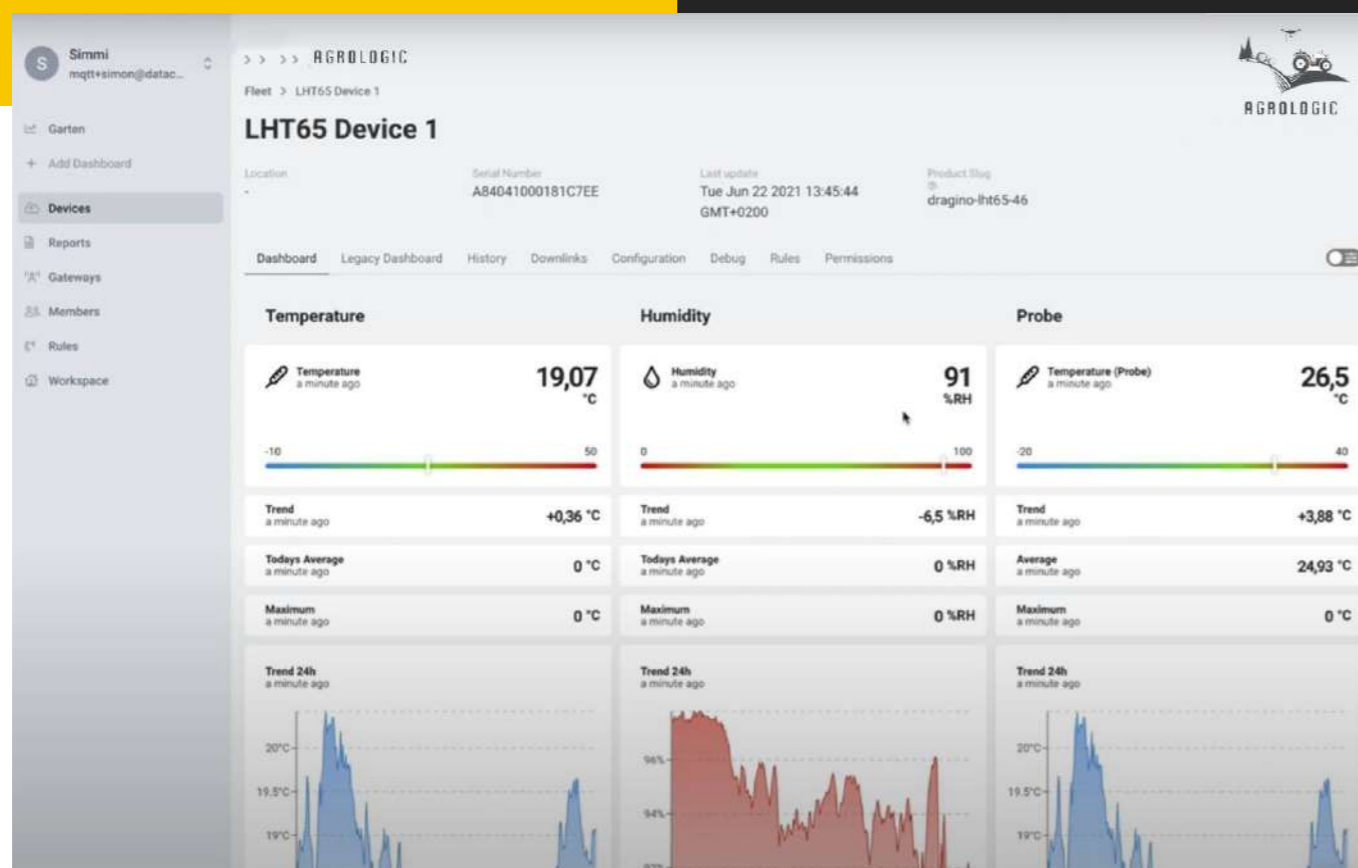 S
Simmi
mqtt+simon@datac...
Garten
Add Dashboard
Devices
Reports
Gateways
Members
Rules
Workspace
> > >> AGROLOGIC
Fleet > LHT65 Device 1
LHT65 Device 1
AGROLOGIC
Location
-
Serial Number
A84041000181C7EE
Last update
Tue Jun 22 2021 13:45:44
GMT+0200
Product Slug
dragino-lht65-46
Dashboard Legacy Dashboard History Downlinks Configuration Debug Rules Permissions
Temperature
Temperature
a minute ago
19,07
°C
-10 50
Trend
a minute ago
+0,36 °C
Todays Average
a minute ago
0 °C
Maximum
a minute ago
0 °C
Trend 24h
a minute ago
20°C
19.5°C
19°C
Humidity
Humidity
a minute ago
91
%RH
0 100
Trend
a minute ago
-6,5 %RH
Todays Average
a minute ago
0 %RH
Maximum
a minute ago
0 %RH
Trend 24h
a minute ago
96%
94%
Probe
Temperature (Probe)
a minute ago
26,5
°C
-20 40
Trend
a minute ago
+3,88 °C
Average
a minute ago
24,93 °C
Maximum
a minute ago
0 °C
Trend 24h
a minute ago
20°C
19.5°C
19°C